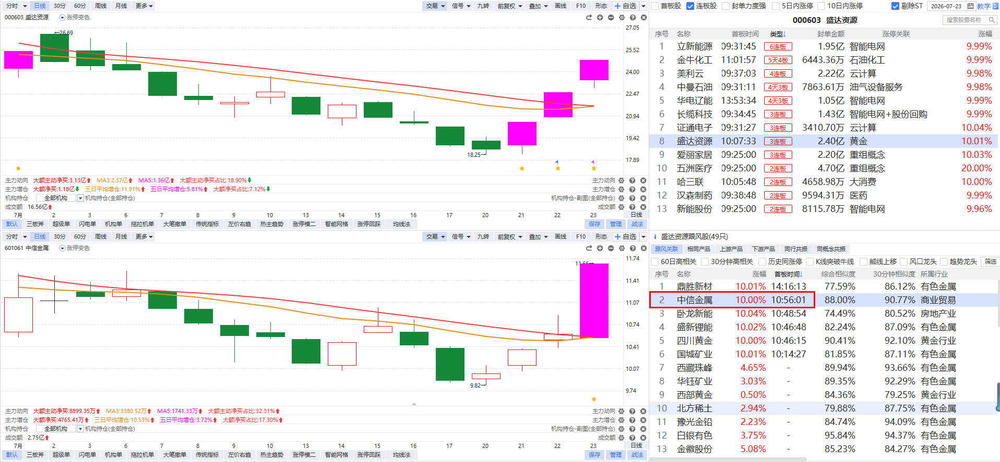 分时 日线 30分 60分 周线 月线 更多 交易 信号 九转 前复权 叠加 画线 F10 形态 自选
000603 盛达资源 涨停变色
26.69
18.25
27.05
25.52
24.00
22.47
20.94
19.42
17.89
主力动向 大额主动净买:3.13亿 MA3:2.37亿 MA5:1.36亿 大额主动净买占比:18.90% 主力动向
主力增仓 大额净买:1.18亿 三日平均增仓:11.91% 五日平均增仓:5.81% 大额净买占比:7.12% 主力增仓
机构持仓 全部机构 机构持仓(全部持仓) 机构持仓-副图(全部持仓)
成交额 16.56亿 成交额
7月 2 3 6 7 8 9 10 13 14 15 16 17 20 21 22 23 日线
默认 三板斧 超级单 闪电单 机构单 拖拉机单 大笔撤单 传统指标 左价右趋 热主趋势 涨停横二 智能网格 涨停回踩 均线法 保存 管理 战法
分时 日线 30分 60分 周线 月线 更多 交易 信号 九转 前复权 叠加 画线 F10 形态 自选
601061 中信金属 涨停变色
11.66
9.82
11.74
11.41
11.07
10.74
10.41
10.07
9.74
主力动向 大额主动净买:8899.35万 MA3:3380.52万 MA5:1741.33万 大额主动净买占比:32.31% 主力动向
主力增仓 大额净买:4765.41万 三日平均增仓:10.53% 五日平均增仓:3.72% 大额净买占比:17.30% 主力增仓
机构持仓 全部机构 机构持仓(全部持仓) 机构持仓-副图(全部持仓)
成交额 2.75亿 成交额
7月 2 3 6 7 8 9 10 13 14 15 16 17 20 21 22 23 日线
默认 三板斧 超级单 闪电单 机构单 拖拉机单 大笔撤单 传统指标 左价右趋 热主趋势 涨停横二 智能网格 涨停回踩 均线法 保存 管理 战法
首板股 连板股 封单力度强 5日内涨停 10日内涨停 剔除ST 2026-07-23 教学
000603 盛达资源 搜索股票名称
序号 名称 首板时间 类型↓ 封单金额 涨停关联 涨幅
1 立新能源 09:31:45 6连板 1.95亿 智能电网 9.99%
2 金牛化工 11:01:57 5天4板 6443.36万 石油化工 9.99%
3 美利云 09:37:03 4连板 2.22亿 云计算 9.98%
4 中曼石油 09:31:11 4天3板 7863.61万 油气设备服务 9.98%
5 华电辽能 13:53:34 4天3板 1.05亿 智能电网 9.99%
6 长缆科技 09:34:45 3连板 1.43亿 智能电网+股份回购 9.99%
7 证通电子 09:31:27 3连板 3410.70万 云计算 10.04%
8 盛达资源 10:07:33 3连板 2.40亿 黄金 10.01%
9 爱丽家居 09:25:00 3连板 2.20亿 重组概念 10.03%
10 五洲医疗 09:25:00 2连板 4.70亿 重组概念 20.00%
11 哈三联 10:05:48 2连板 4658.98万 大消费 10.00%
12 汉森制药 09:38:48 2连板 9594.31万 医药 9.99%
13 新能股份 09:25:00 2连板 8115.78万 智能电网 9.96%
盛达资源跟风股(49只)
跟风关联 相同产品 上游产品 下游产品 同行共振 同概念共振
60日高相关 30分钟高相关 历史同涨停 K线突破牛线 熊线上移 风口龙头 趋势龙头 筛选
序号 名称 涨幅 首板时间↓ 综合相似度 30分钟相似度 所属行业
1 鼎胜新材 10.01% 14:16:13 77.59% 86.12% 有色金属
2 中信金属 10.00% 10:56:01 88.00% 90.77% 商业贸易
3 卧龙新能 10.04% 10:48:54 74.49% 80.52% 房地产业
4 盛新锂能 10.02% 10:46:48 82.24% 87.09% 有色金属
5 四川黄金 10.00% 10:46:15 90.41% 92.10% 黄金行业
6 国城矿业 10.01% 10:14:27 81.85% 87.11% 有色金属
7 西藏珠峰 4.65% - 89.94% 93.66% 有色金属
8 华钰矿业 3.03% - 89.35% 92.29% 有色金属
9 西部黄金 0.50% - 84.36% 79.25% 黄金行业
10 北方稀土 2.94% - 79.88% 87.75% 有色金属
11 豫光金铅 2.23% - 84.74% 94.09% 有色金属
12 白银有色 3.75% - 95.84% 94.37% 有色金属
13 金徽股份 5.08% - 85.23% 84.27% 有色金属